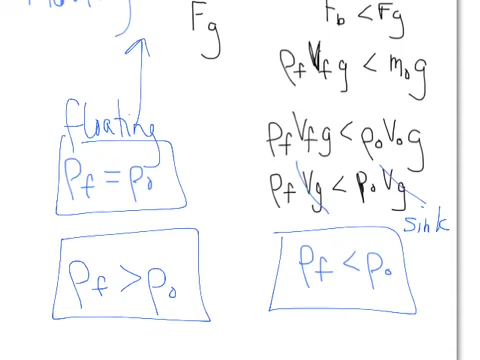 Fg
floating
ρf = ρo
ρf > ρo
Fb < Fg
ρf Vf g < mo g
ρf Vf g < ρo Vo g
ρf Vg < ρo Vg
sink
ρf < ρo